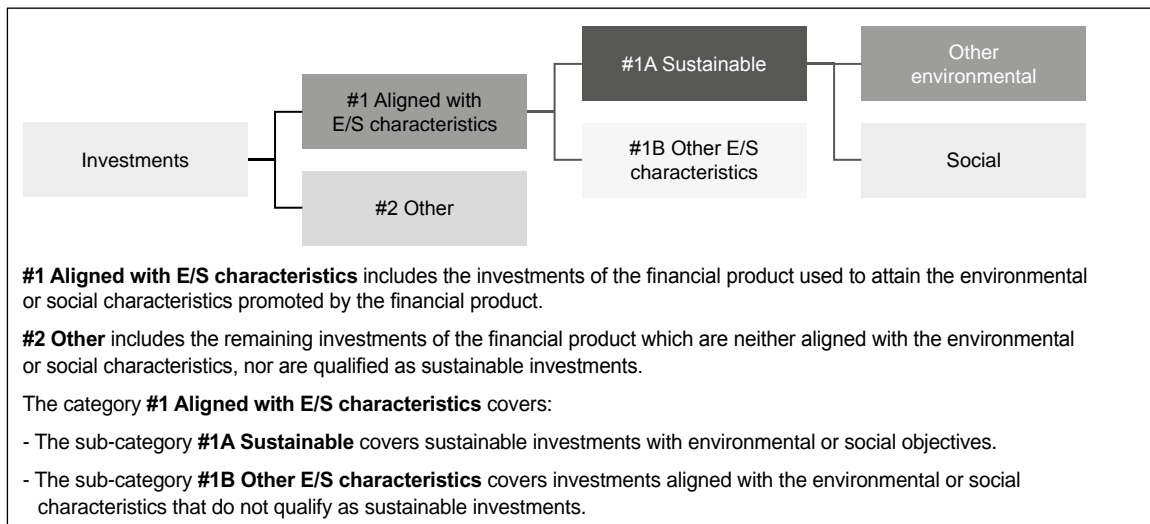 #1A Sustainable
Other
environmental
#1 Aligned with
E/S characteristics
Investments
#1B Other E/S
characteristics
Social
#2 Other
#1 Aligned with E/S characteristics includes the investments of the financial product used to attain the environmental
or social characteristics promoted by the financial product.
#2 Other includes the remaining investments of the financial product which are neither aligned with the environmental
or social characteristics, nor are qualified as sustainable investments.
The category #1 Aligned with E/S characteristics covers:
- The sub-category #1A Sustainable covers sustainable investments with environmental or social objectives.
- The sub-category #1B Other E/S characteristics covers investments aligned with the environmental or social
characteristics that do not qualify as sustainable investments.